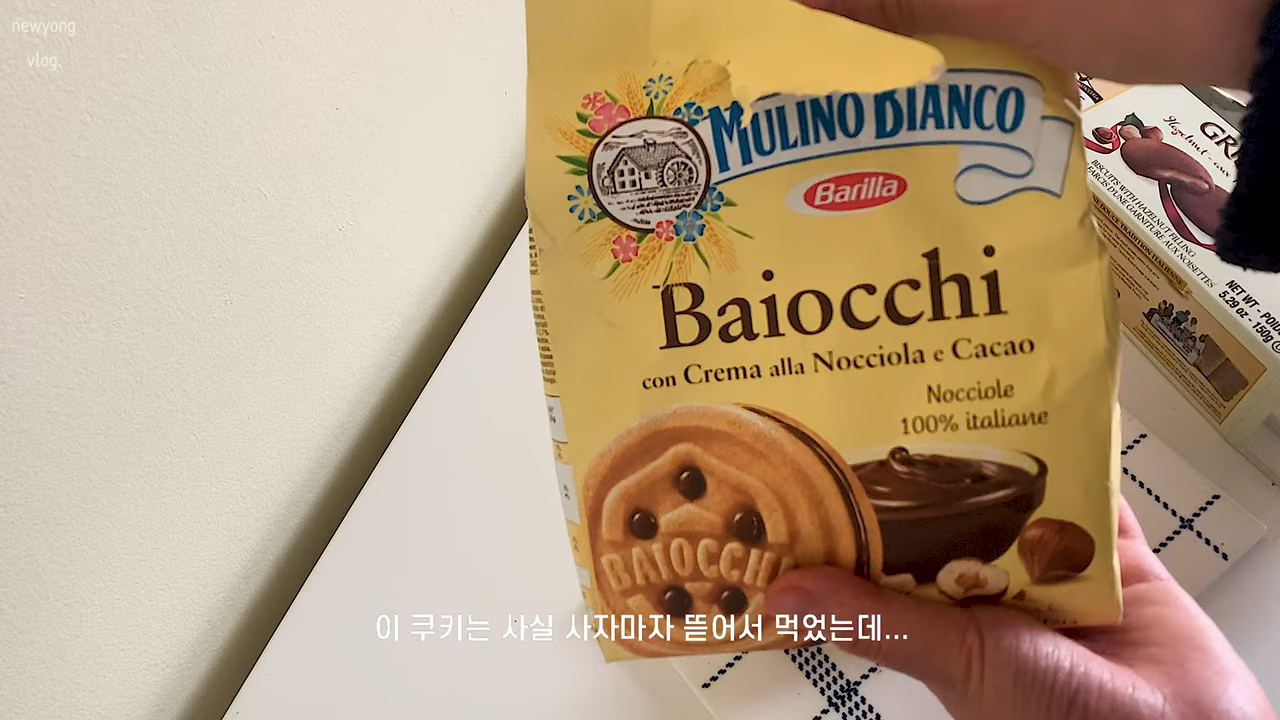 newyong
vlog.
MULINO BIANCO
Barilla
Baiocchi
con Crema alla Nocciola e Cacao
Nocciole
100% italiane
BAIOCCHI
이 쿠키는 사실 사자마자 뜯어서 먹었는데...
BISCUITS WITH HAZELNUT FILLING
NET WT
5.29 oz - 150g